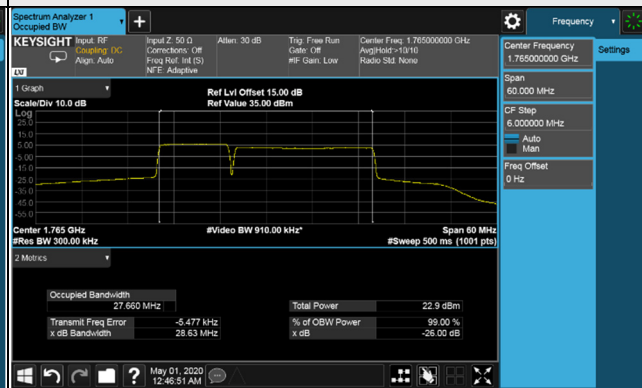 Spectrum Analyzer 1
Occupied BW
Frequency
KEYSIGHT
Input: RF
Coupling: DC
Align: Auto
Input Z: 50 Ω
Corrections: Off
Freq Ref: Int (S)
NFE: Adaptive
Atten: 30 dB
Trig: Free Run
Gate: Off
#IF Gain: Low
Center Freq: 1.765000000 GHz
Avg|Hold:>10/10
Radio Std: None
LXI
Center Frequency
1.765000000 GHz
Settings
Span
60.000 MHz
CF Step
6.000000 MHz
Auto
Man
Freq Offset
0 Hz
1 Graph
Scale/Div 10.0 dB
Ref Lvl Offset 15.00 dB
Ref Value 35.00 dBm
Log
25.0
15.0
5.00
-5.00
-15.0
-25.0
-35.0
-45.0
-55.0
Center 1.765 GHz
#Res BW 300.00 kHz
#Video BW 910.00 kHz*
Span 60 MHz
#Sweep 500 ms (1001 pts)
2 Metrics
Occupied Bandwidth
27.660 MHz
Total Power 22.9 dBm
Transmit Freq Error -5.477 kHz
% of OBW Power 99.00 %
x dB Bandwidth 28.63 MHz
x dB -26.00 dB
May 01, 2020
12:46:51 AM